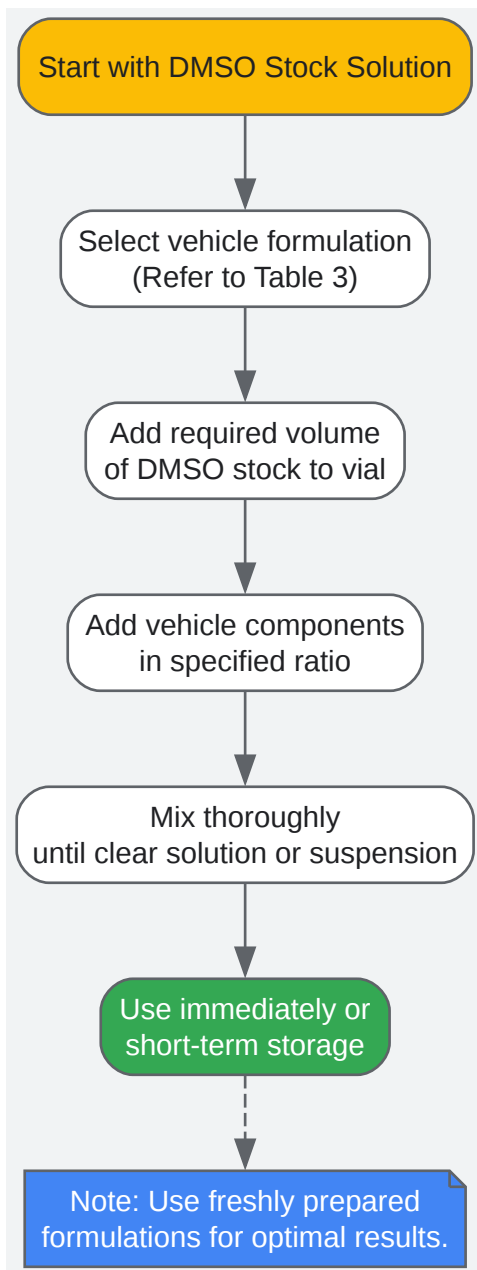 Start with DMSO Stock Solution
Select vehicle formulation
(Refer to Table 3)
Add required volume
of DMSO stock to vial
Add vehicle components
in specified ratio
Mix thoroughly
until clear solution or suspension
Use immediately or
short-term storage
Note: Use freshly prepared
formulations for optimal results.